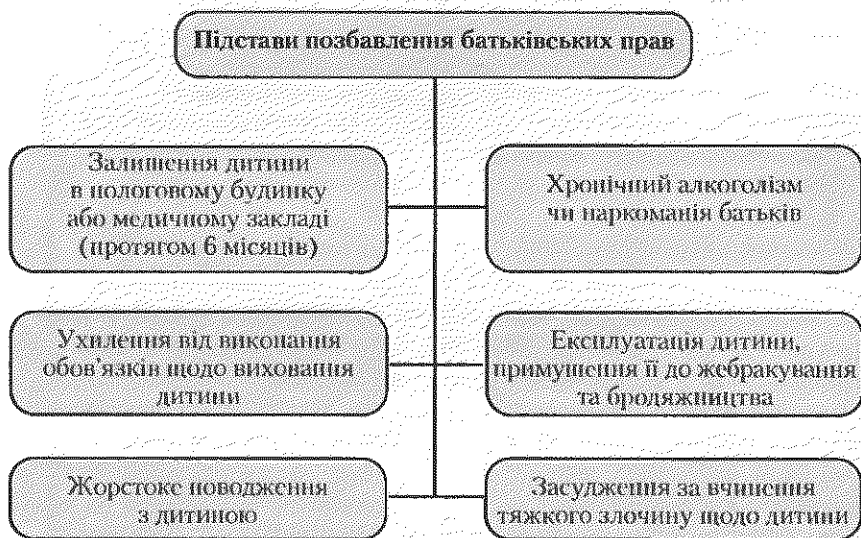 Підстави позбавлення батьківських прав
Залишення дитини
в пологовому будинку
або медичному закладі
(протягом 6 місяців)
Хронічний алкоголізм
чи наркоманія батьків
Ухилення від виконання
обов'язків щодо виховання
дитини
Експлуатація дитини,
примушення її до жебракування
та бродяжництва
Жорстоке поводження
з дитиною
Засудження за вчинення
тяжкого злочину щодо дитини